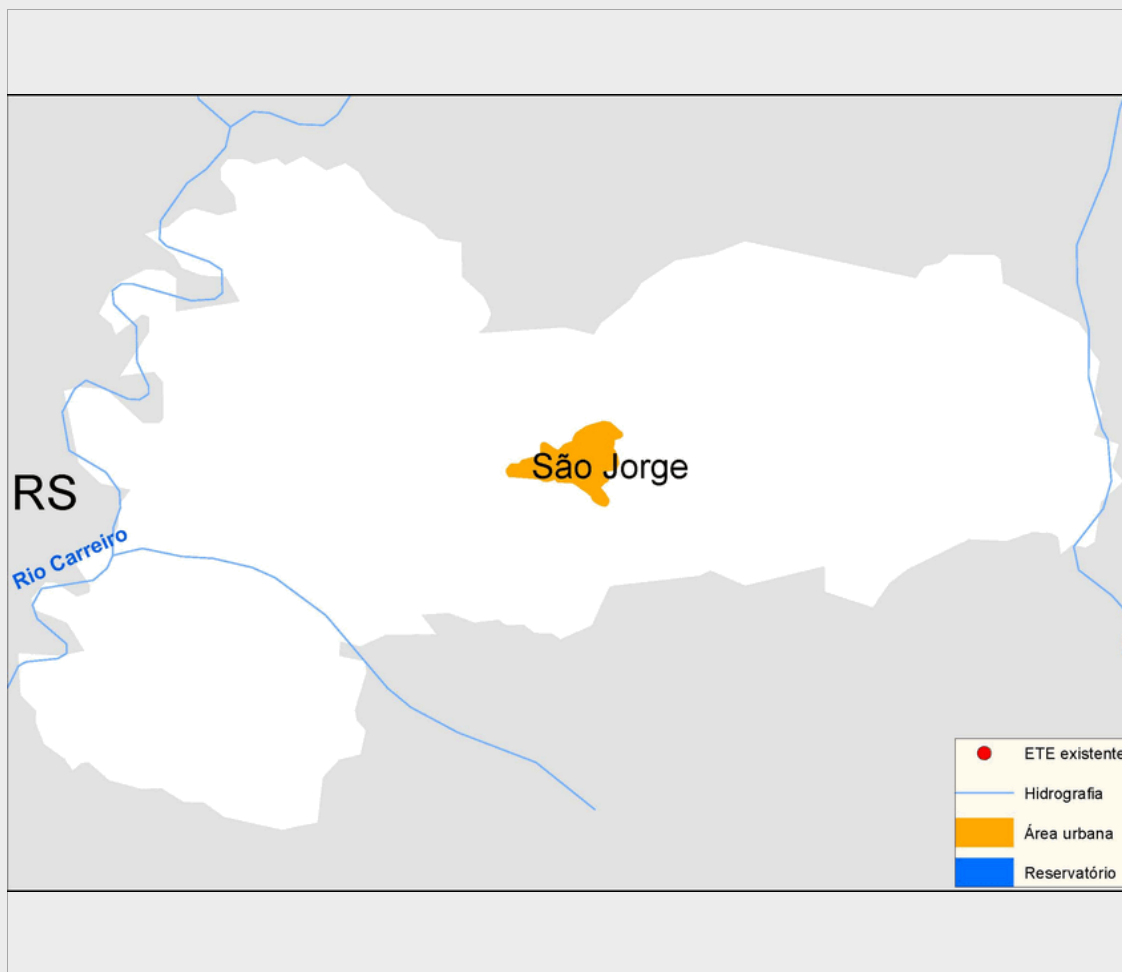 São Jorge
RS
Rio Carreiro
ETE existente
Hidrografia
Área urbana
Reservatório